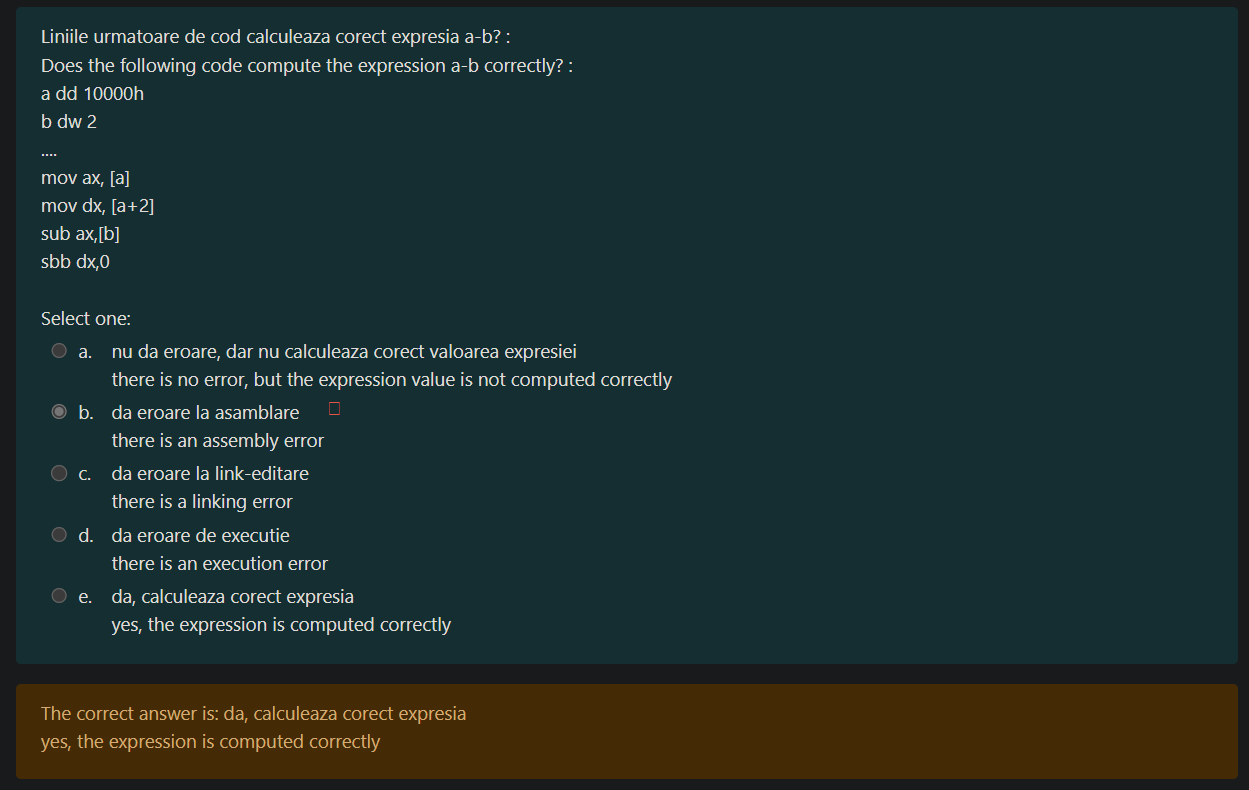 Liniile urmatoare de cod calculeaza corect expresia a-b? :
Does the following code compute the expression a-b correctly? :
a dd 10000h
b dw 2
....
mov ax, [a]
mov dx, [a+2]
sub ax,[b]
sbb dx,0
Select one:
a. nu da eroare, dar nu calculeaza corect valoarea expresiei
there is no error, but the expression value is not computed correctly
b. da eroare la asamblare
there is an assembly error
c. da eroare la link-editare
there is a linking error
d. da eroare de executie
there is an execution error
e. da, calculeaza corect expresia
yes, the expression is computed correctly
The correct answer is: da, calculeaza corect expresia
yes, the expression is computed correctly